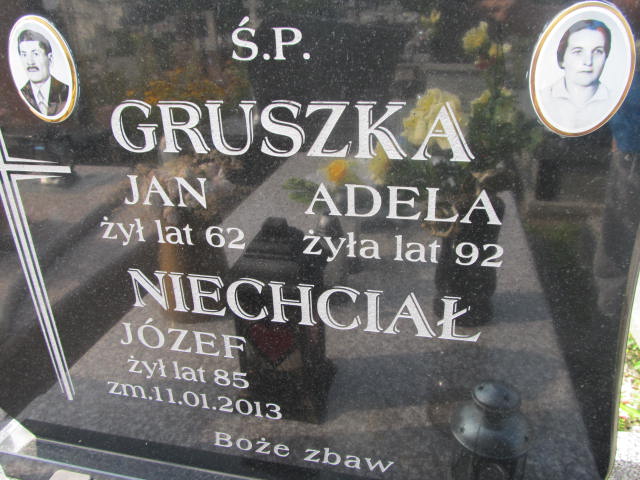 Ś.P.
GRUSZKA
JAN ADELA
żył lat 62 żyła lat 92
NIECHCIAŁ
JÓZEF
żył lat 85
zm.11.01.2013
Boże zbaw